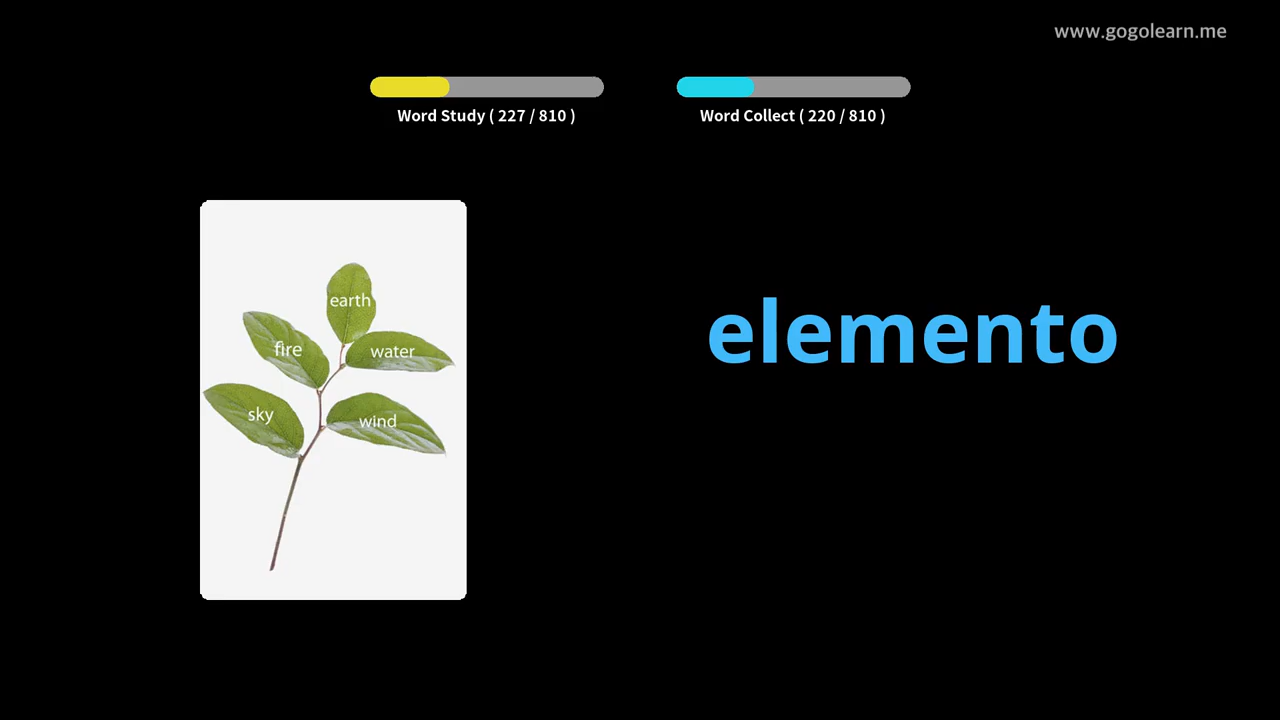 www.gogolearn.me
Word Study ( 227 / 810 )
Word Collect ( 220 / 810 )
earth
fire
water
sky
wind
elemento